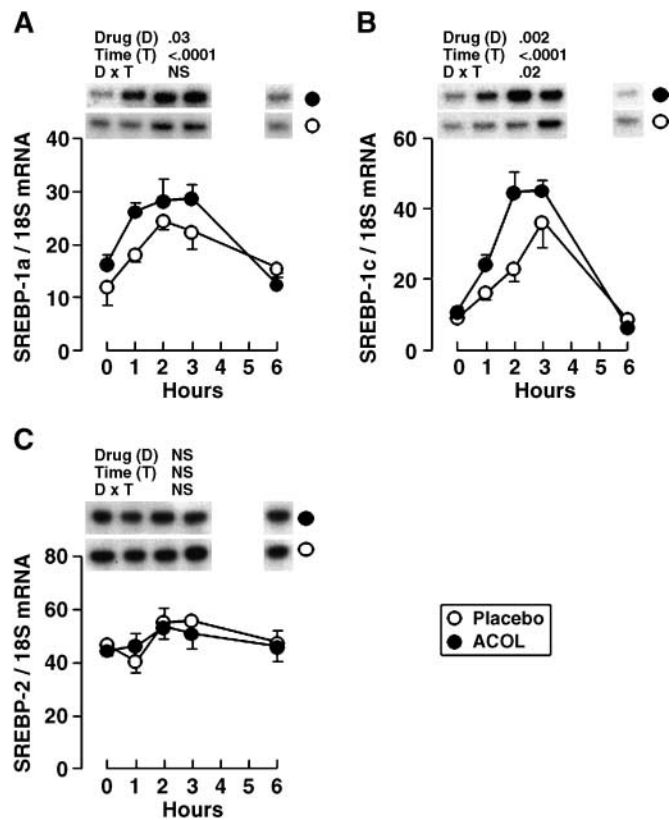 A
Drug (D) .03
Time (T) <.0001
D x T NS
40
30
20
10
0
SREBP-1a / 18S mRNA
0 1 2 3 4 5 6
Hours
B
Drug (D) .002
Time (T) <.0001
D x T .02
60
40
20
0
SREBP-1c / 18S mRNA
0 1 2 3 4 5 6
Hours
C
Drug (D) NS
Time (T) NS
D x T NS
80
60
40
20
0
SREBP-2 / 18S mRNA
0 1 2 3 4 5 6
Hours
Placebo
ACOL